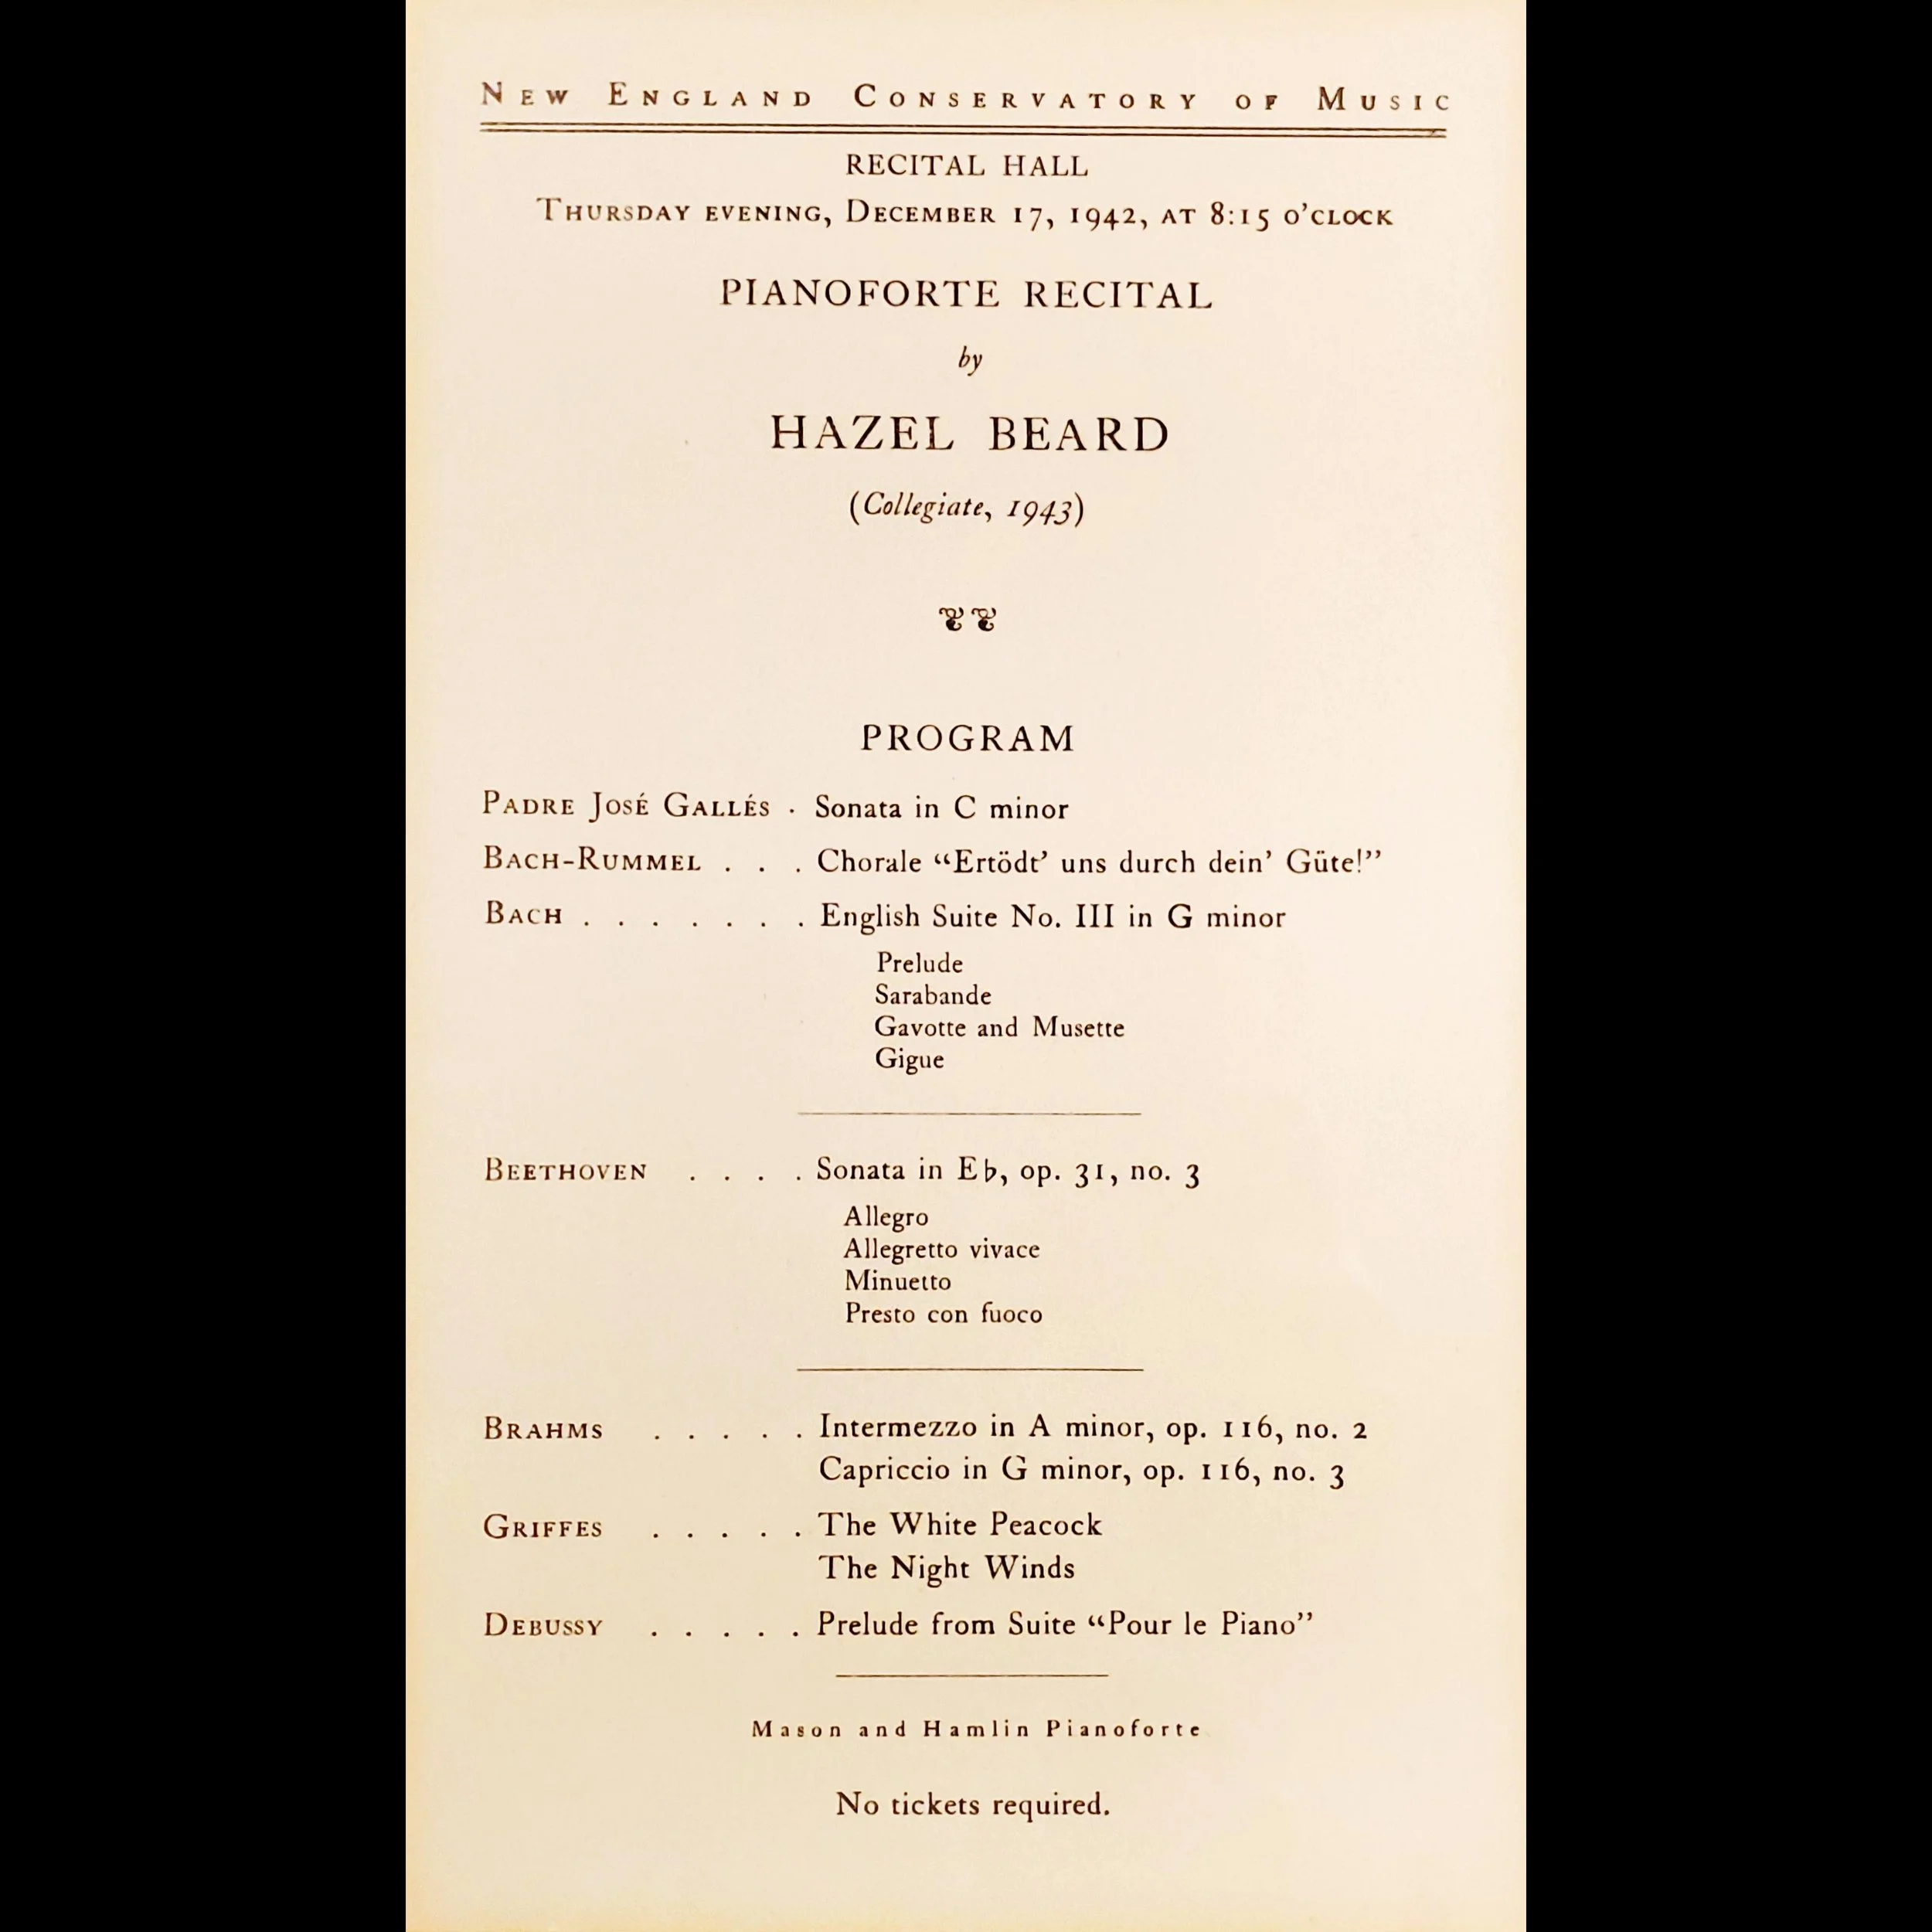 New England Conservatory of Music
RECITAL HALL
Thursday evening, December 17, 1942, at 8:15 o'clock
PIANOFORTE RECITAL
by
HAZEL BEARD
(Collegiate, 1943)
PROGRAM
Padre José Gallés . Sonata in C minor
Bach-Rummel . . . Chorale “Ertödt’ uns durch dein’ Güte!”
Bach . . . . . . . English Suite No. III in G minor
Prelude
Sarabande
Gavotte and Musette
Gigue
Beethoven . . . . Sonata in E♭, op. 31, no. 3
Allegro
Allegretto vivace
Minuetto
Presto con fuoco
Brahms . . . . . Intermezzo in A minor, op. 116, no. 2
Capriccio in G minor, op. 116, no. 3
Griffes . . . . . The White Peacock
The Night Winds
Debussy . . . . . Prelude from Suite “Pour le Piano”
Mason and Hamlin Pianoforte
No tickets required.